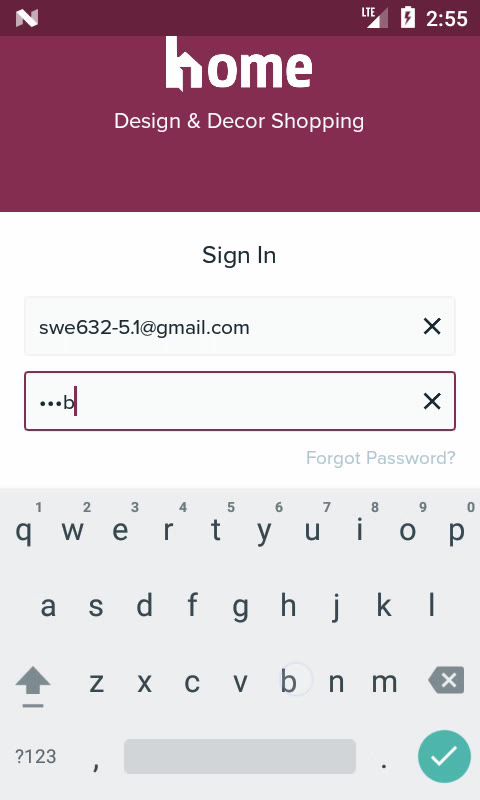 LTE 2:55
home
Design & Decor Shopping
Sign In
swe632-5.1@gmail.com
•••b
Forgot Password?
1 2 3 4 5 6 7 8 9 0
q w e r t y u i o p
a s d f g h j k l
z x c v b n m
?123 , .